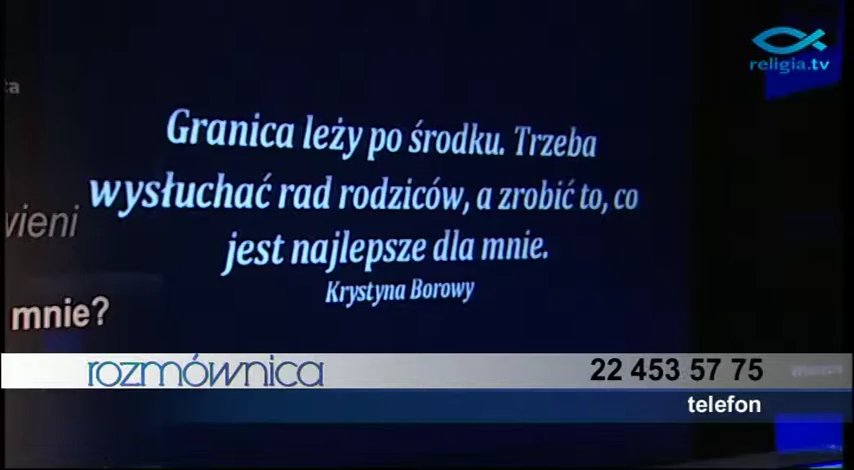 religia.tv
Granica leży po środku. Trzeba
wysłuchać rad rodziców, a zrobić to, co
jest najlepsze dla mnie.
Krystyna Borowy
mnie?
rozmównica
22 453 57 75
telefon